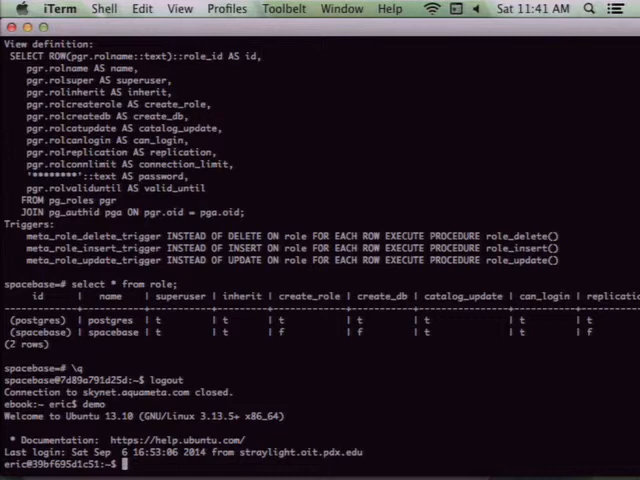 iTerm Shell Edit View Profiles Toolbelt Window Help Sat 11:41 AM
View definition:
SELECT ROW(pgr.rolname::text)::role_id AS id,
pgr.rolname AS name,
pgr.rolsuper AS superuser,
pgr.rolinherit AS inherit,
pgr.rolcreaterole AS create_role,
pgr.rolcreatedb AS create_db,
pgr.rolcatupdate AS catalog_update,
pgr.rolcanlogin AS can_login,
pgr.rolreplication AS replication,
pgr.rolconnlimit AS connection_limit,
'********'::text AS password,
pgr.rolvaliduntil AS valid_until
FROM pg_roles pgr
JOIN pg_authid pga ON pgr.oid = pga.oid;
Triggers:
meta_role_delete_trigger INSTEAD OF DELETE ON role FOR EACH ROW EXECUTE PROCEDURE role_delete()
meta_role_insert_trigger INSTEAD OF INSERT ON role FOR EACH ROW EXECUTE PROCEDURE role_insert()
meta_role_update_trigger INSTEAD OF UPDATE ON role FOR EACH ROW EXECUTE PROCEDURE role_update()
spacebase=# select * from role;
id | name | superuser | inherit | create_role | create_db | catalog_update | can_login | replicatio
(postgres) | postgres | t | t | t | t | t | t | t
(spacebase) | spacebase | t | t | f | f | t | t | f
(2 rows)
spacebase=# \q
spacebase@7d89a791d25d:~$ logout
Connection to skynet.aquameta.com closed.
ebook:~ eric$ demo
Welcome to Ubuntu 13.10 (GNU/Linux 3.13.5+ x86_64)
* Documentation: https://help.ubuntu.com/
Last login: Sat Sep 6 16:53:06 2014 from straylight.oit.pdx.edu
eric@39bf695d1c51:~$